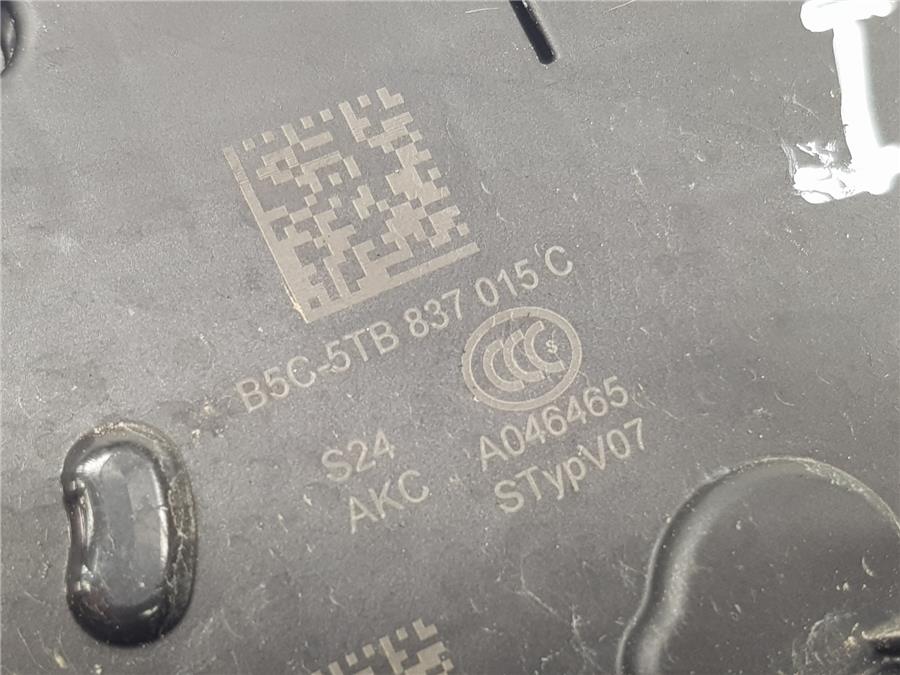 B5C-5TB 837 015 C
CCC S
S24
A046465
AKC
STypV07